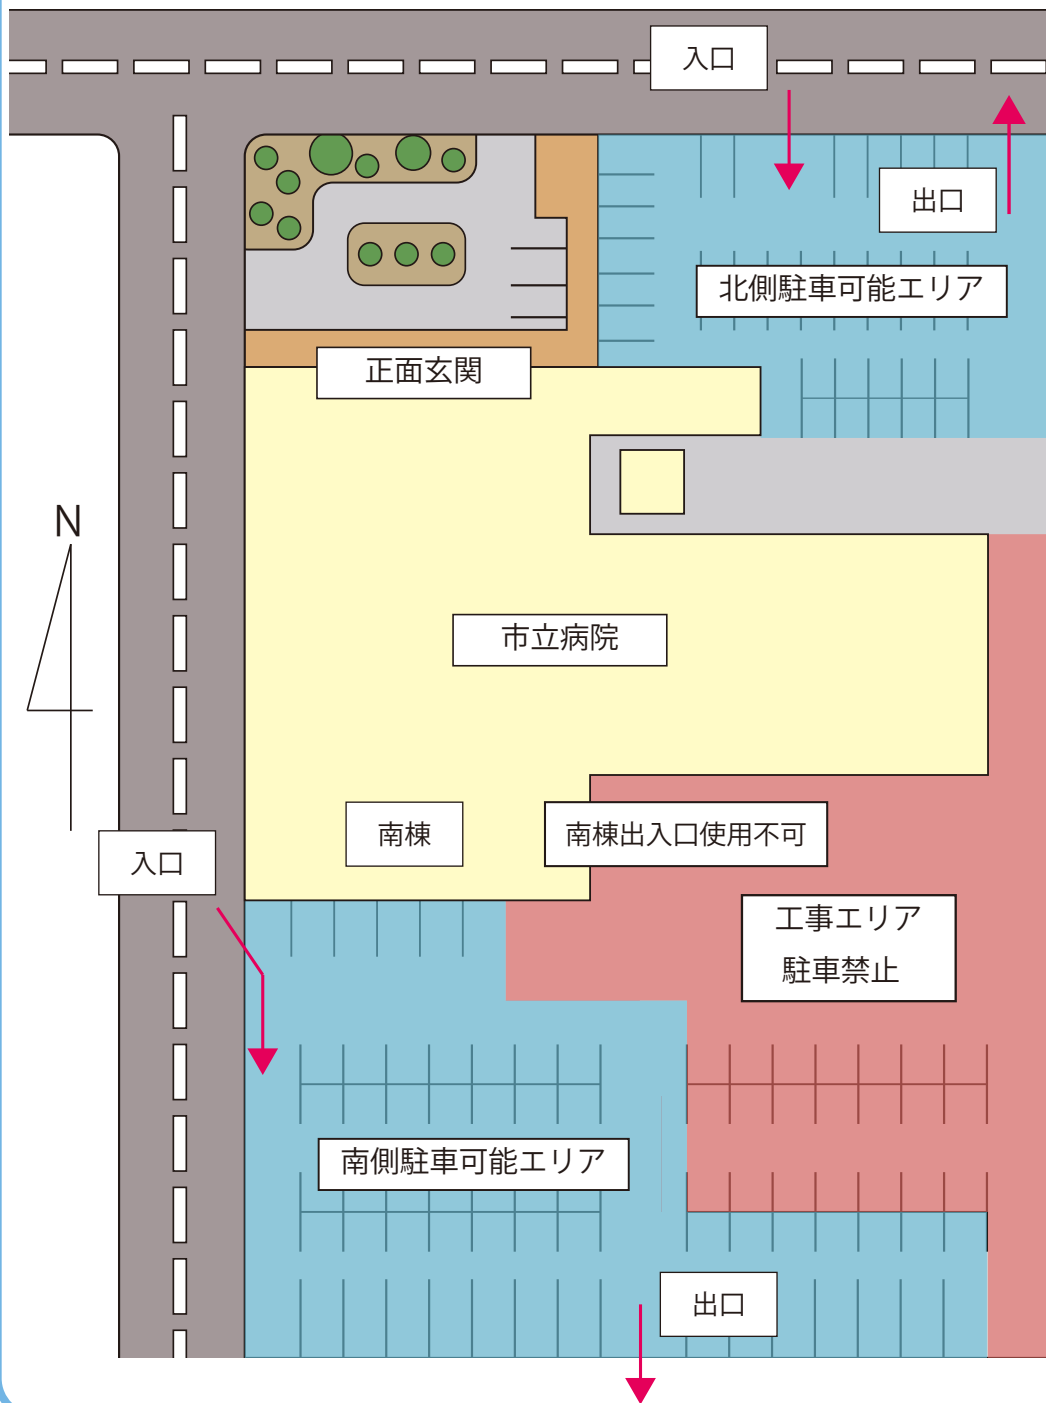 入口
出口
北側駐車可能エリア
正面玄関
N
市立病院
南棟
南棟出入口使用不可
入口
工事エリア
駐車禁止
南側駐車可能エリア
出口